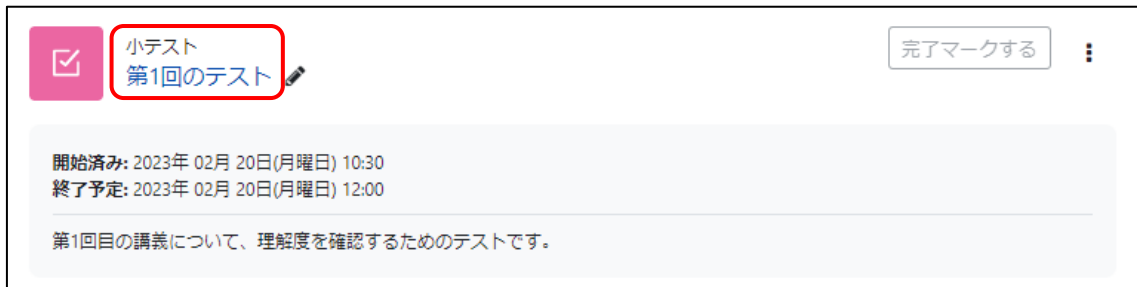 小テスト
第1回のテスト
完了マークする
開始済み: 2023年 02月 20日(月曜日) 10:30
終了予定: 2023年 02月 20日(月曜日) 12:00
第1回目の講義について、理解度を確認するためのテストです。